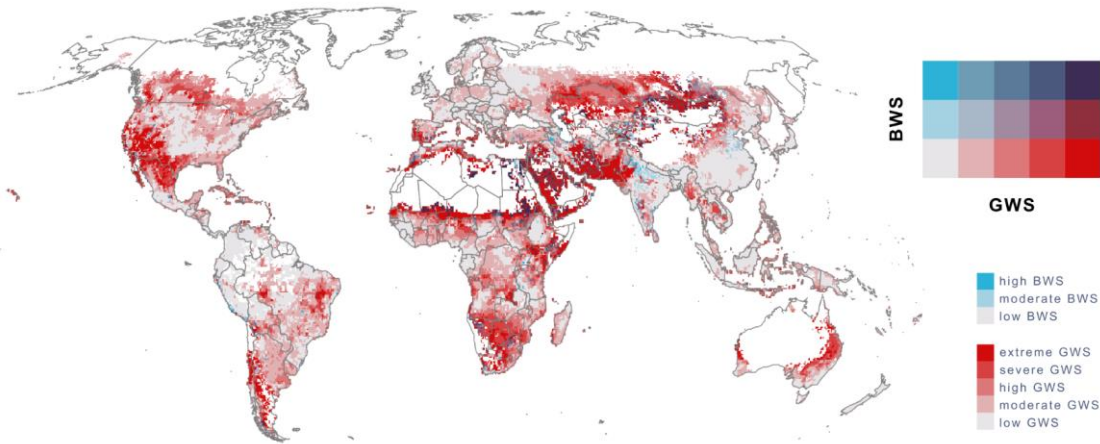 BWS
GWS
high BWS
moderate BWS
low BWS
extreme GWS
severe GWS
high GWS
moderate GWS
low GWS